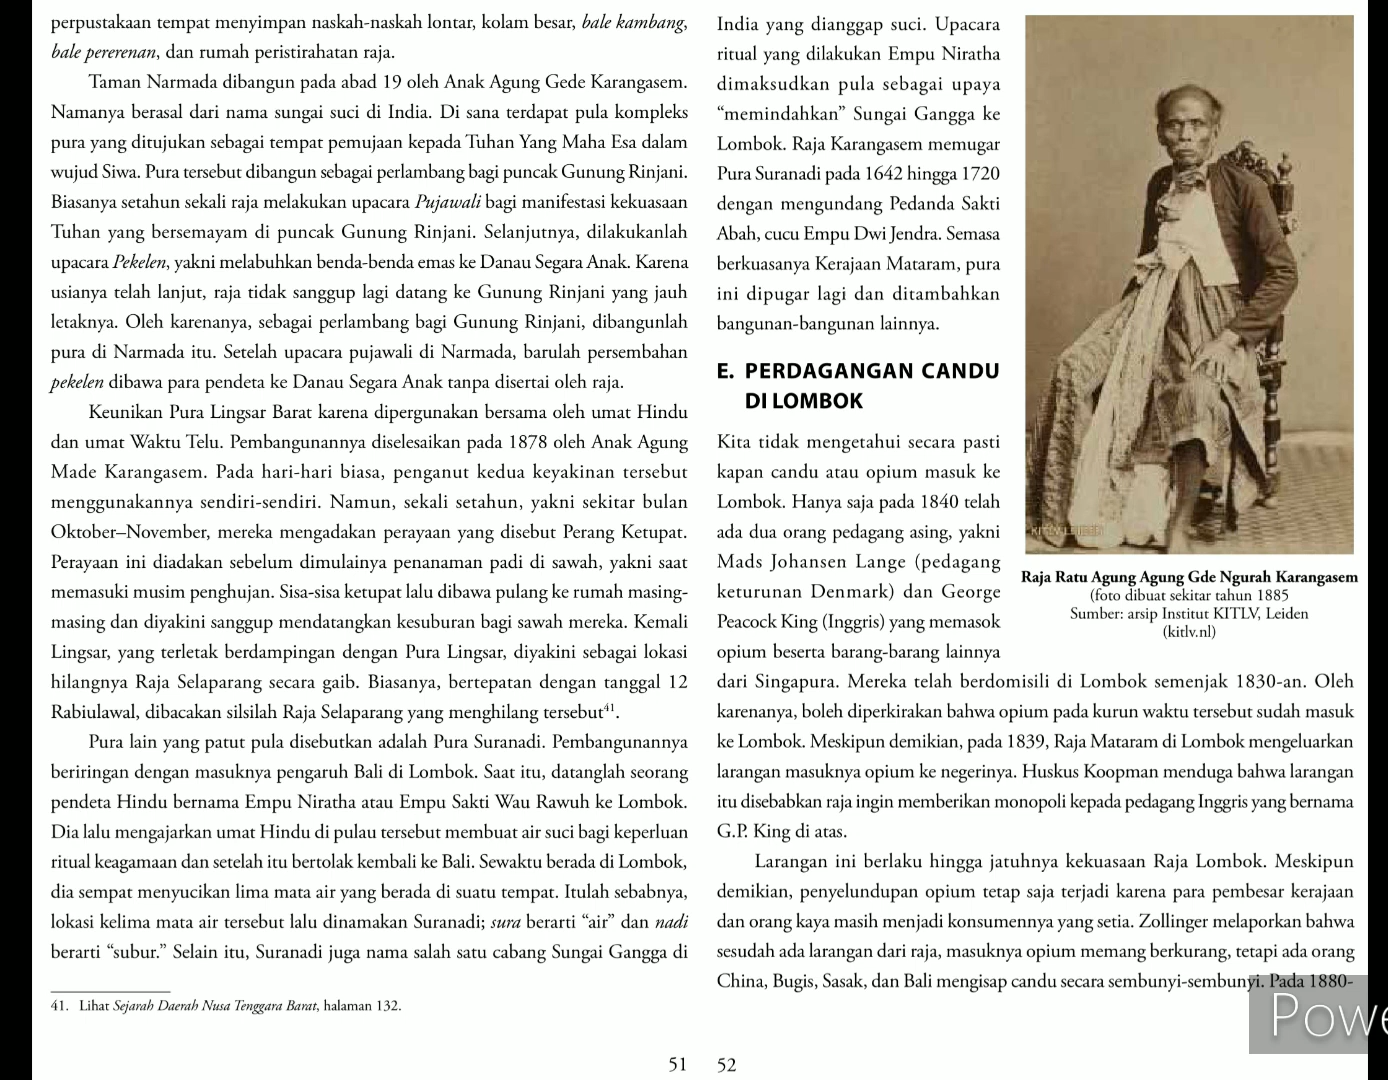 perpustakaan tempat menyimpan naskah-naskah lontar, kolam besar, bale kambang,
bale pererenan, dan rumah peristirahatan raja.
Taman Narmada dibangun pada abad 19 oleh Anak Agung Gede Karangasem.
Namanya berasal dari nama sungai suci di India. Di sana terdapat pula kompleks
pura yang ditujukan sebagai tempat pemujaan kepada Tuhan Yang Maha Esa dalam
wujud Siwa. Pura tersebut dibangun sebagai perlambang bagi puncak Gunung Rinjani.
Biasanya setahun sekali raja melakukan upacara Pujawali bagi manifestasi kekuasaan
Tuhan yang bersemayam di puncak Gunung Rinjani. Selanjutnya, dilakukanlah
upacara Pekelen, yakni melabuhkan benda-benda emas ke Danau Segara Anak. Karena
usianya telah lanjut, raja tidak sanggup lagi datang ke Gunung Rinjani yang jauh
letaknya. Oleh karenanya, sebagai perlambang bagi Gunung Rinjani, dibangunlah
pura di Narmada itu. Setelah upacara pujawali di Narmada, barulah persembahan
pekelen dibawa para pendeta ke Danau Segara Anak tanpa disertai oleh raja.
Keunikan Pura Lingsar Barat karena dipergunakan bersama oleh umat Hindu
dan umat Waktu Telu. Pembangunannya diselesaikan pada 1878 oleh Anak Agung
Made Karangasem. Pada hari-hari biasa, penganut kedua keyakinan tersebut
menggunakannya sendiri-sendiri. Namun, sekali setahun, yakni sekitar bulan
Oktober–November, mereka mengadakan perayaan yang disebut Perang Ketupat.
Perayaan ini diadakan sebelum dimulainya penanaman padi di sawah, yakni saat
memasuki musim penghujan. Sisa-sisa ketupat lalu dibawa pulang ke rumah masing-
masing dan diyakini sanggup mendatangkan kesuburan bagi sawah mereka. Kemali
Lingsar, yang terletak berdampingan dengan Pura Lingsar, diyakini sebagai lokasi
hilangnya Raja Selaparang secara gaib. Biasanya, bertepatan dengan tanggal 12
Rabiulawal, dibacakan silsilah Raja Selaparang yang menghilang tersebut41.
Pura lain yang patut pula disebutkan adalah Pura Suranadi. Pembangunannya
beriringan dengan masuknya pengaruh Bali di Lombok. Saat itu, datanglah seorang
pendeta Hindu bernama Empu Niratha atau Empu Sakti Wau Rawuh ke Lombok.
Dia lalu mengajarkan umat Hindu di pulau tersebut membuat air suci bagi keperluan
ritual keagamaan dan setelah itu bertolak kembali ke Bali. Sewaktu berada di Lombok,
dia sempat menyucikan lima mata air yang berada di suatu tempat. Itulah sebabnya,
lokasi kelima mata air tersebut lalu dinamakan Suranadi; sura berarti “air” dan nadi
berarti “subur.” Selain itu, Suranadi juga nama salah satu cabang Sungai Gangga di
41. Lihat Sejarah Daerah Nusa Tenggara Barat, halaman 132.
51
India yang dianggap suci. Upacara
ritual yang dilakukan Empu Niratha
dimaksudkan pula sebagai upaya
“memindahkan” Sungai Gangga ke
Lombok. Raja Karangasem memugar
Pura Suranadi pada 1642 hingga 1720
dengan mengundang Pedanda Sakti
Abah, cucu Empu Dwi Jendra. Semasa
berkuasanya Kerajaan Mataram, pura
ini dipugar lagi dan ditambahkan
bangunan-bangunan lainnya.
E. PERDAGANGAN CANDU
DI LOMBOK
Kita tidak mengetahui secara pasti
kapan candu atau opium masuk ke
Lombok. Hanya saja pada 1840 telah
ada dua orang pedagang asing, yakni
Mads Johansen Lange (pedagang
keturunan Denmark) dan George
Peacock King (Inggris) yang memasok
opium beserta barang-barang lainnya
KITLV LEIDEN
Raja Ratu Agung Agung Gde Ngurah Karangasem
(foto dibuat sekitar tahun 1885
Sumber: arsip Institut KITLV, Leiden
(kitlv.nl)
dari Singapura. Mereka telah berdomisili di Lombok semenjak 1830-an. Oleh
karenanya, boleh diperkirakan bahwa opium pada kurun waktu tersebut sudah masuk
ke Lombok. Meskipun demikian, pada 1839, Raja Mataram di Lombok mengeluarkan
larangan masuknya opium ke negerinya. Huskus Koopman menduga bahwa larangan
itu disebabkan raja ingin memberikan monopoli kepada pedagang Inggris yang bernama
G.P. King di atas.
Larangan ini berlaku hingga jatuhnya kekuasaan Raja Lombok. Meskipun
demikian, penyelundupan opium tetap saja terjadi karena para pembesar kerajaan
dan orang kaya masih menjadi konsumennya yang setia. Zollinger melaporkan bahwa
sesudah ada larangan dari raja, masuknya opium memang berkurang, tetapi ada orang
China, Bugis, Sasak, dan Bali mengisap candu secara sembunyi-sembunyi. Pada 1880-
52